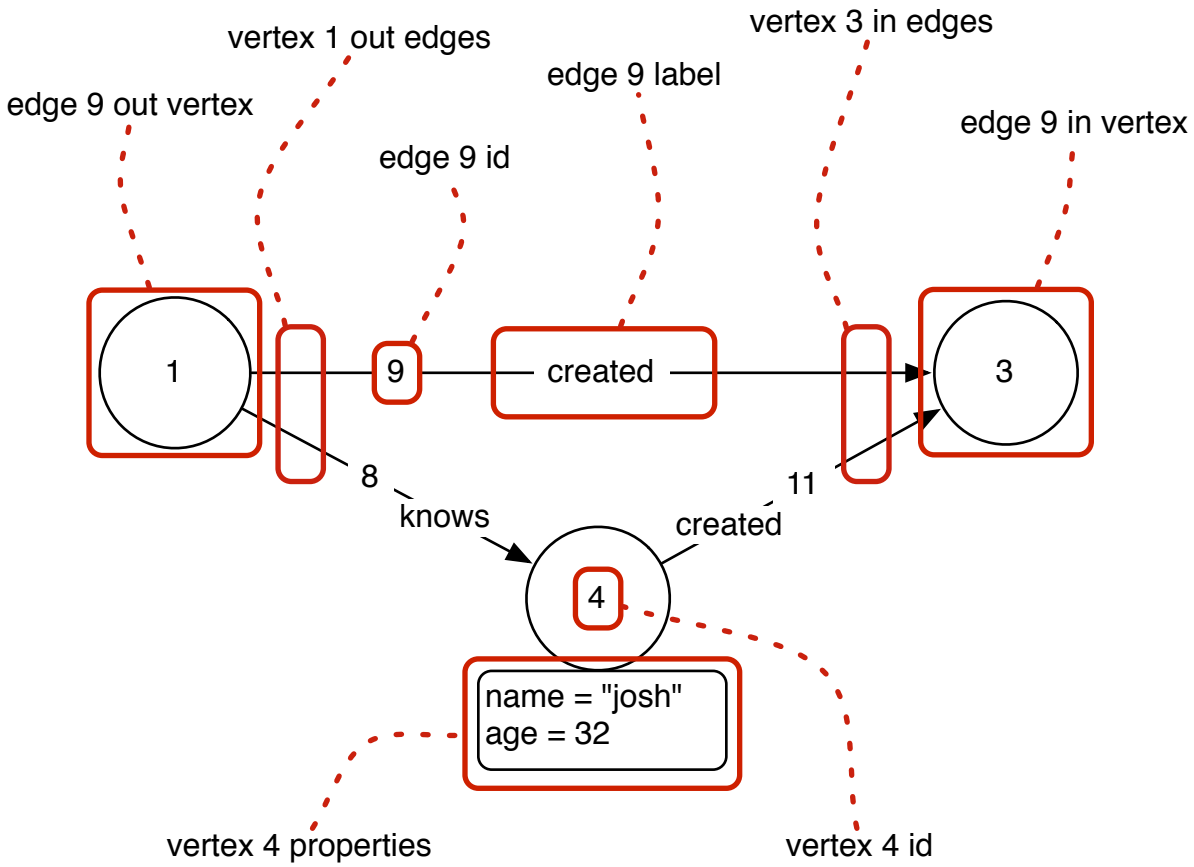 vertex 3 in edges
vertex 1 out edges
edge 9 label
edge 9 out vertex
edge 9 in vertex
edge 9 id
1
9
created
3
8
11
knows
created
4
name = "josh"
age = 32
vertex 4 properties
vertex 4 id